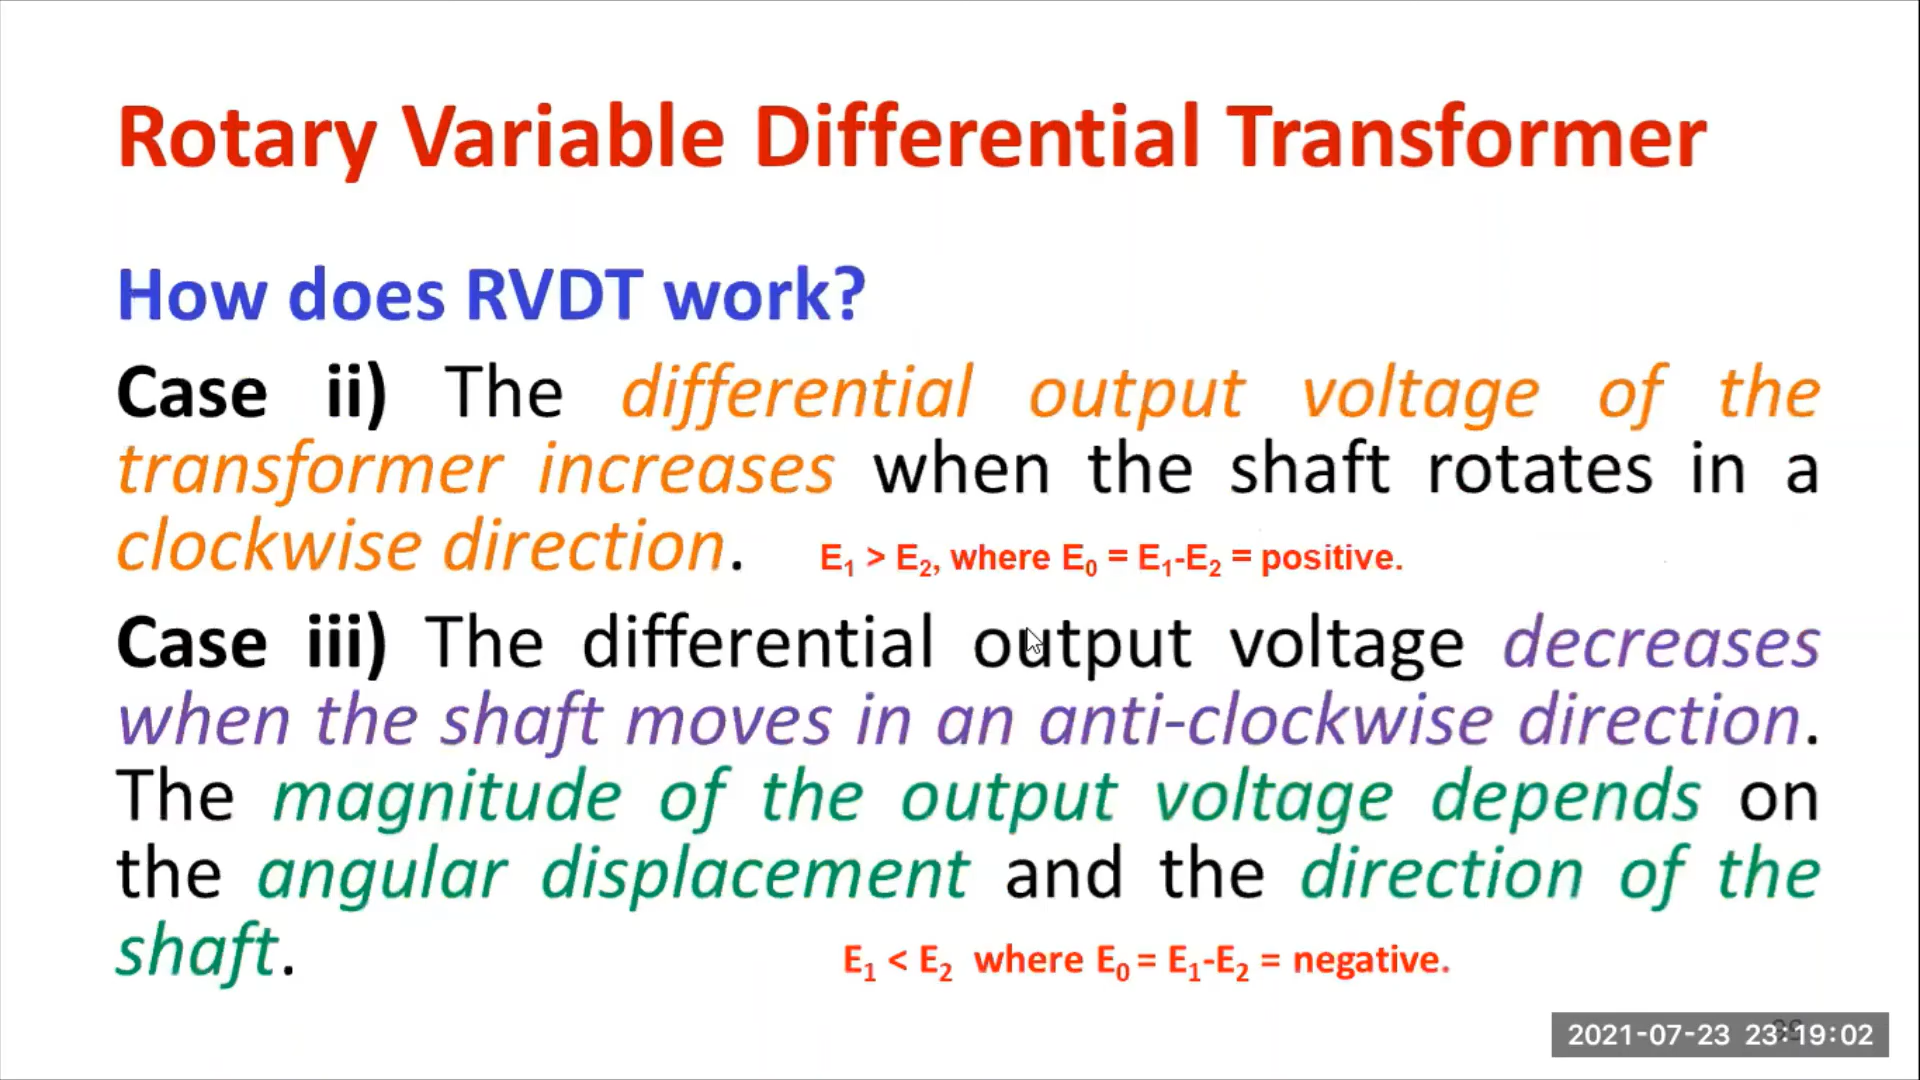 Rotary Variable Differential Transformer
How does RVDT work?
Case ii) The differential output voltage of the
transformer increases when the shaft rotates in a
clockwise direction. E₁ > E₂, where E₀ = E₁-E₂ = positive.
Case iii) The differential output voltage decreases
when the shaft moves in an anti-clockwise direction.
The magnitude of the output voltage depends on
the angular displacement and the direction of the
shaft. E₁ < E₂ where E₀ = E₁-E₂ = negative.
2021-07-23 23:19:02